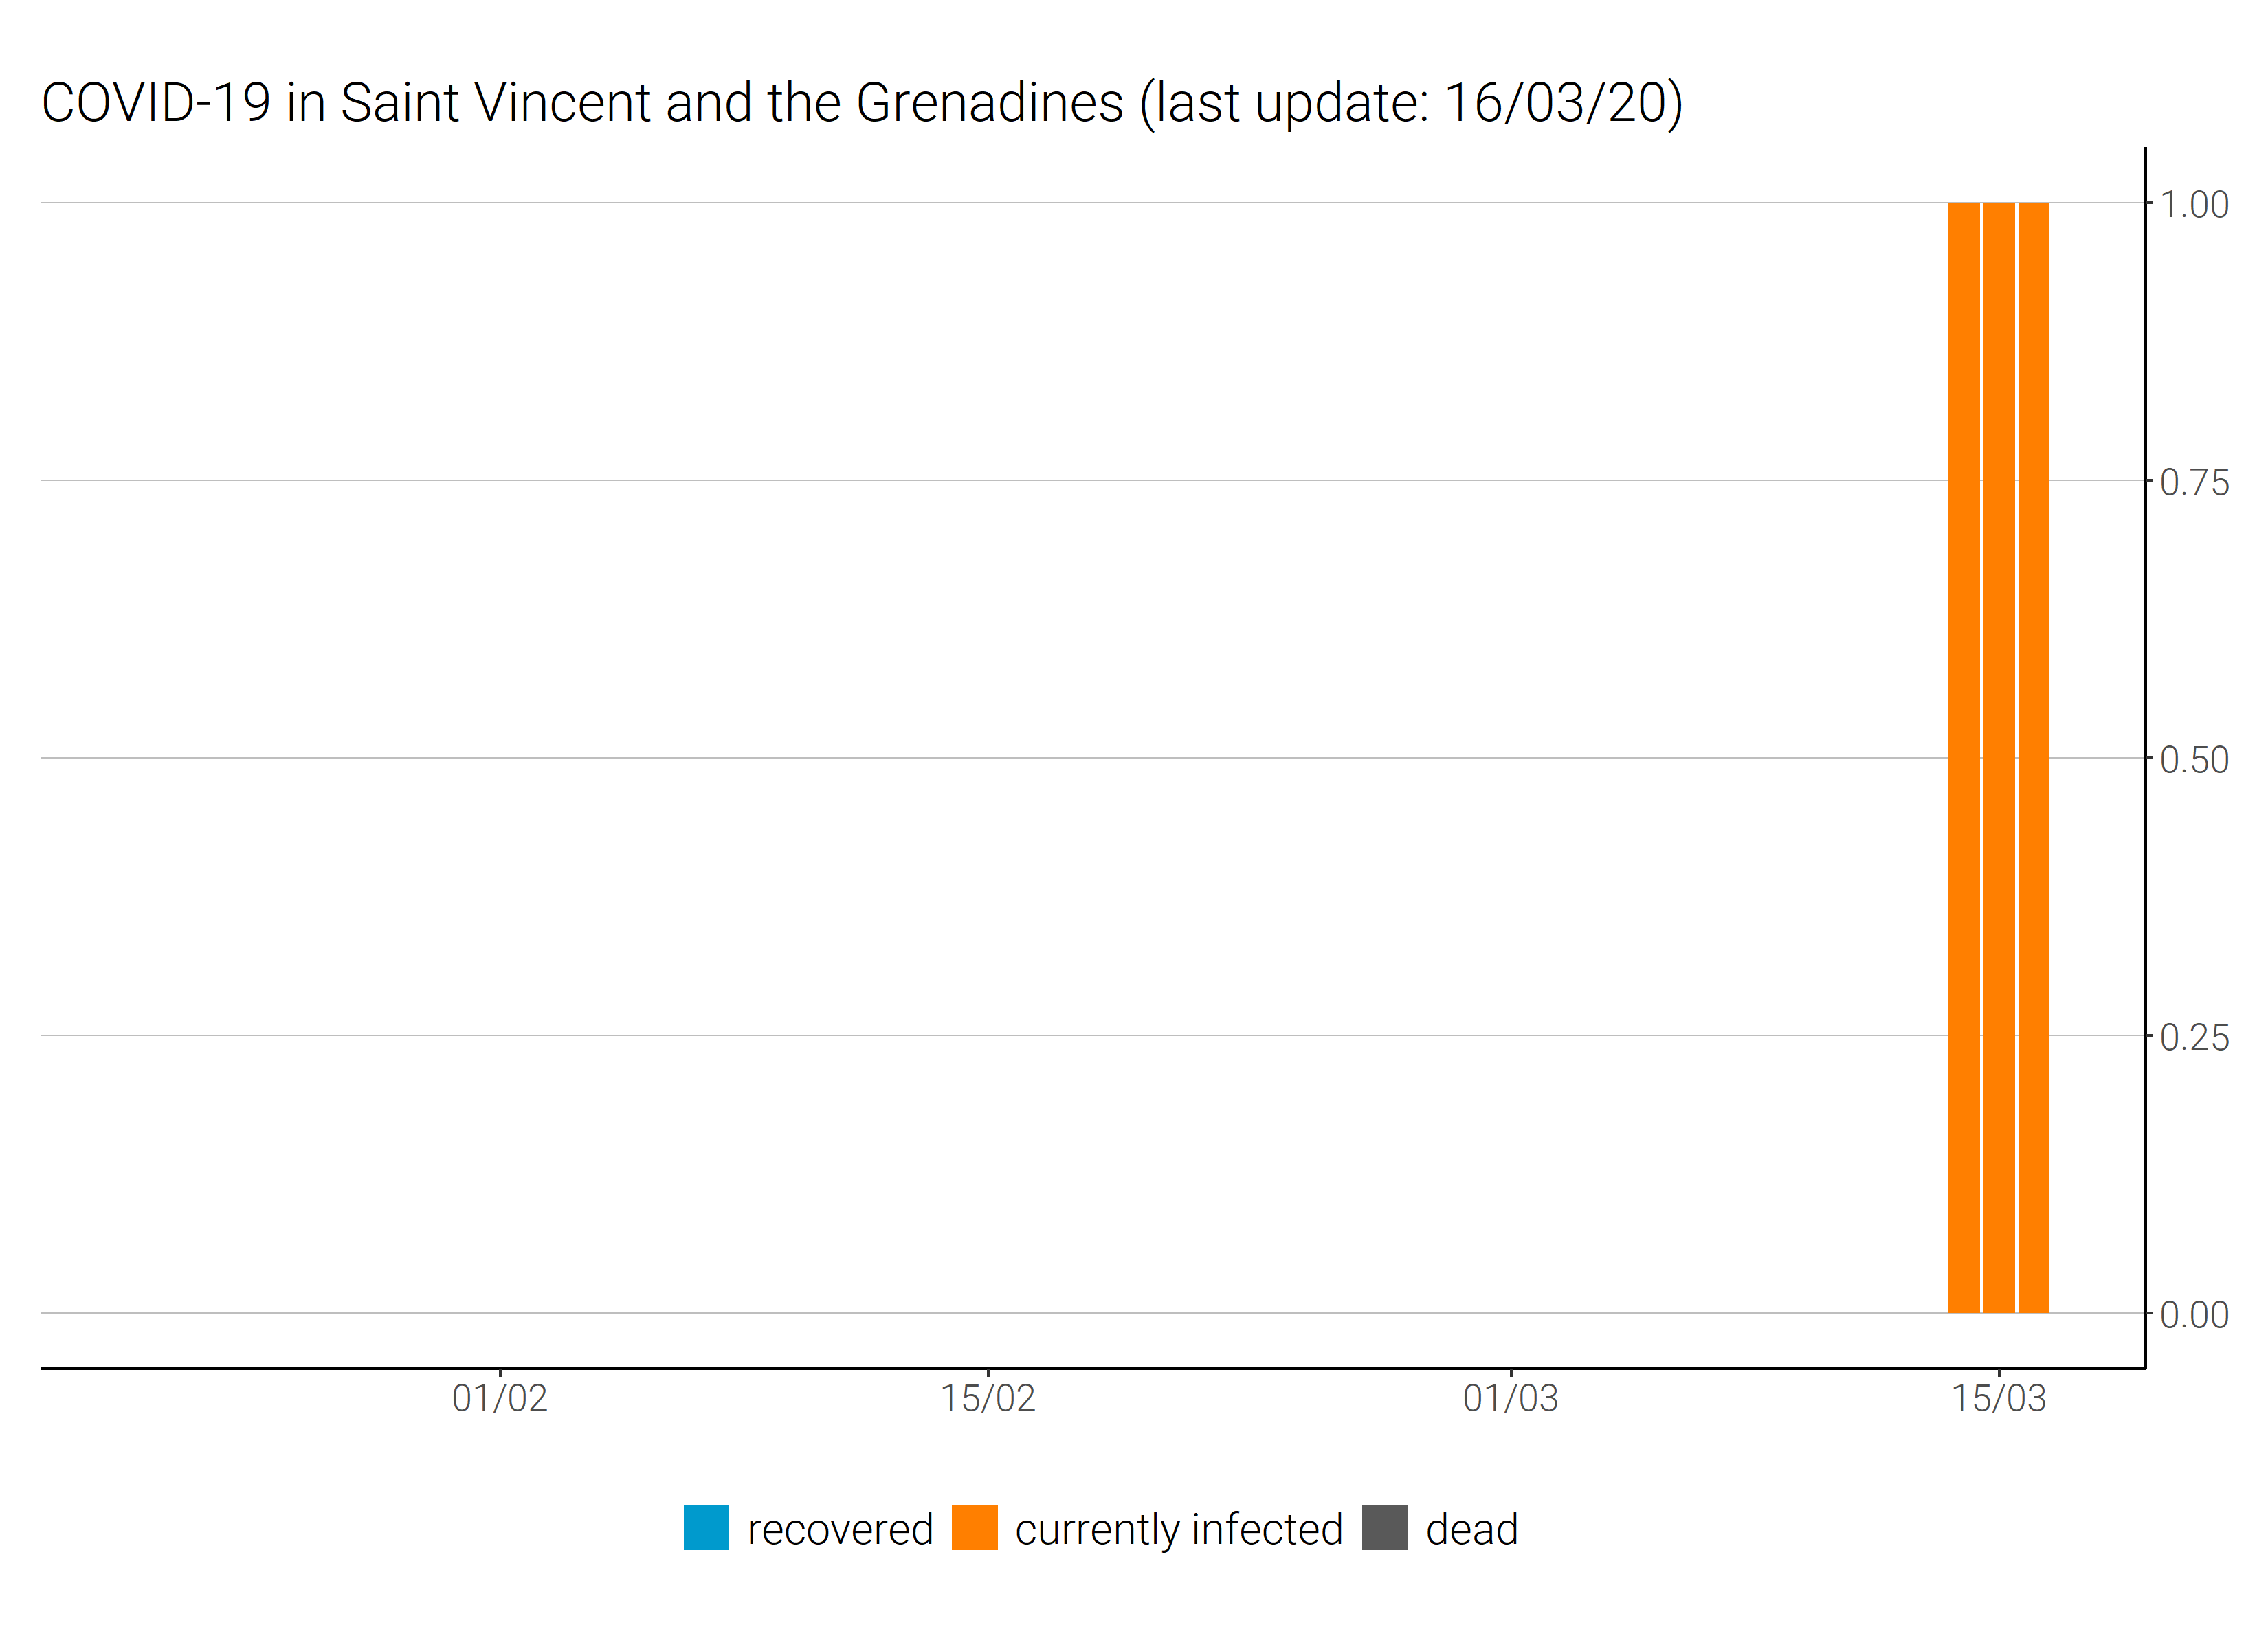 COVID-19 in Saint Vincent and the Grenadines (last update: 16/03/20)
1.00
0.75
0.50
0.25
0.00
01/02 15/02 01/03 15/03
recovered currently infected dead